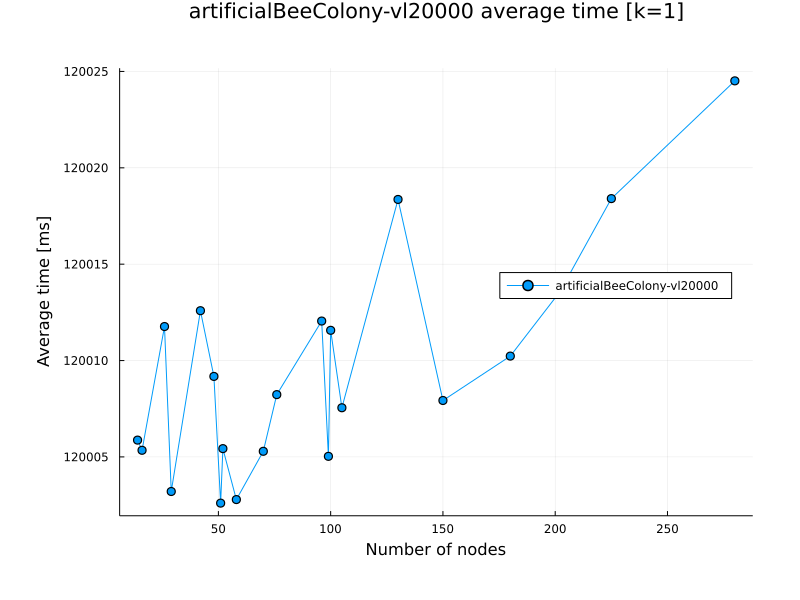 artificialBeeColony-vl20000 average time [k=1]
120025
120020
120015
120010
120005
Average time [ms]
artificialBeeColony-vl20000
50
100
150
200
250
Number of nodes